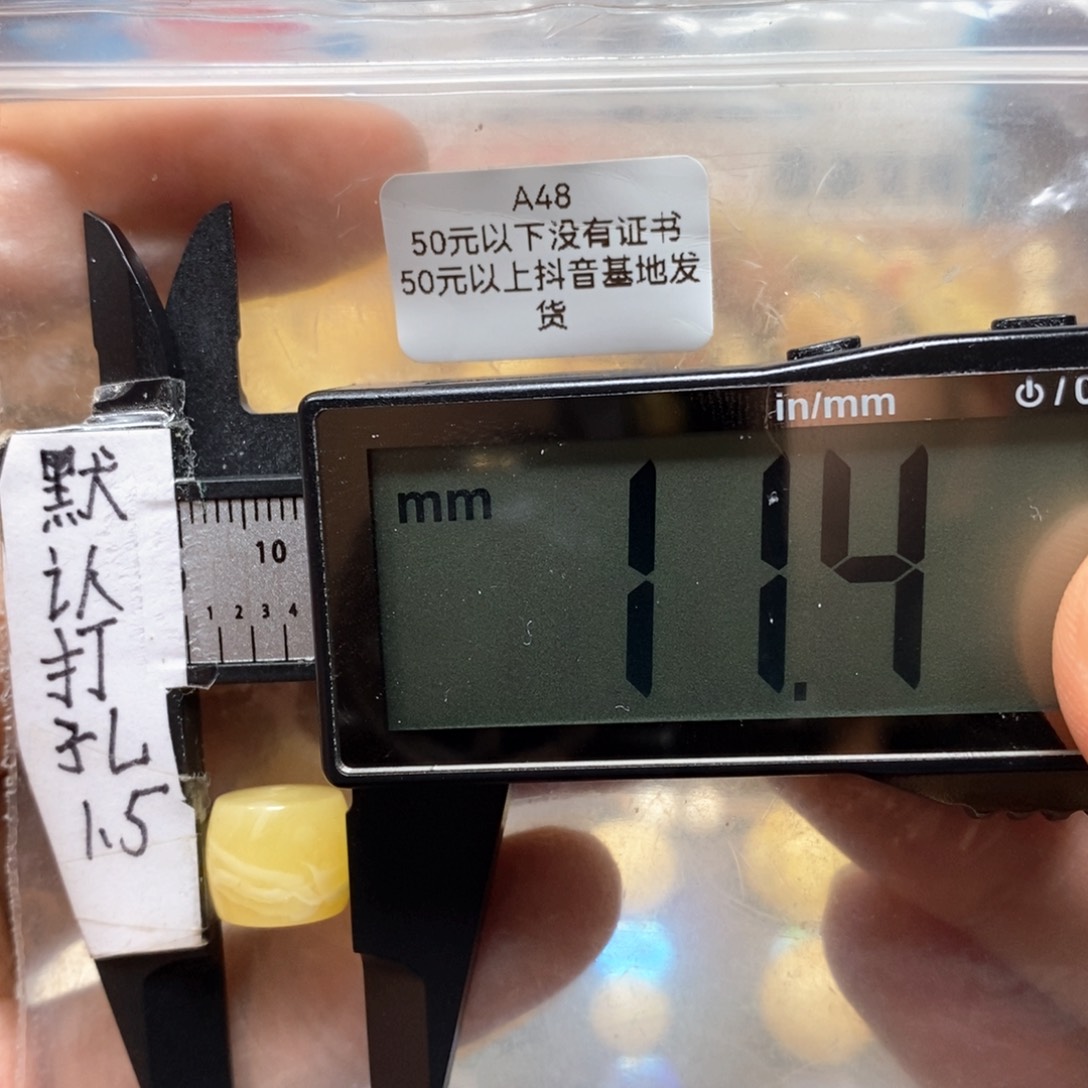 A48
50元以下没有证书
50元以上抖音基地发
货
in/mm
mm
11.4
默
认
打
孔
1.5
10
1 2 3 4